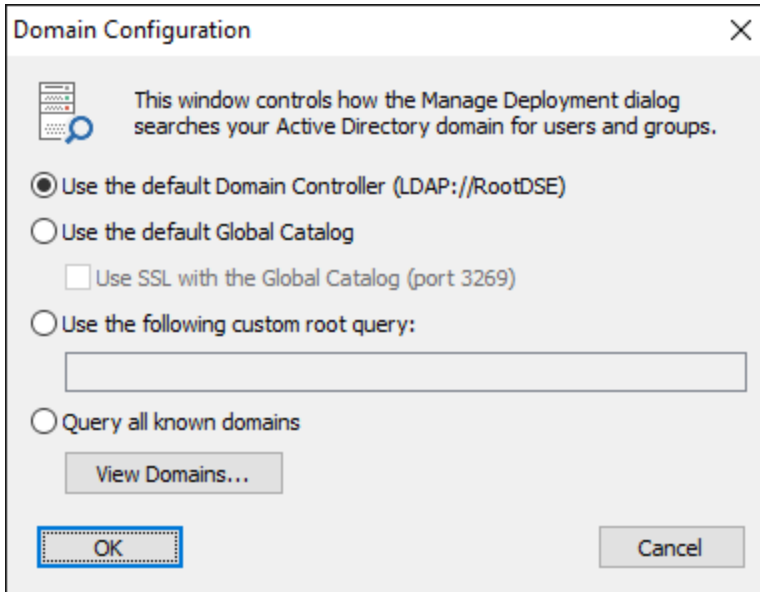 Domain Configuration
This window controls how the Manage Deployment dialog
searches your Active Directory domain for users and groups.
Use the default Domain Controller (LDAP://RootDSE)
Use the default Global Catalog
Use SSL with the Global Catalog (port 3269)
Use the following custom root query:
Query all known domains
View Domains...
OK
Cancel